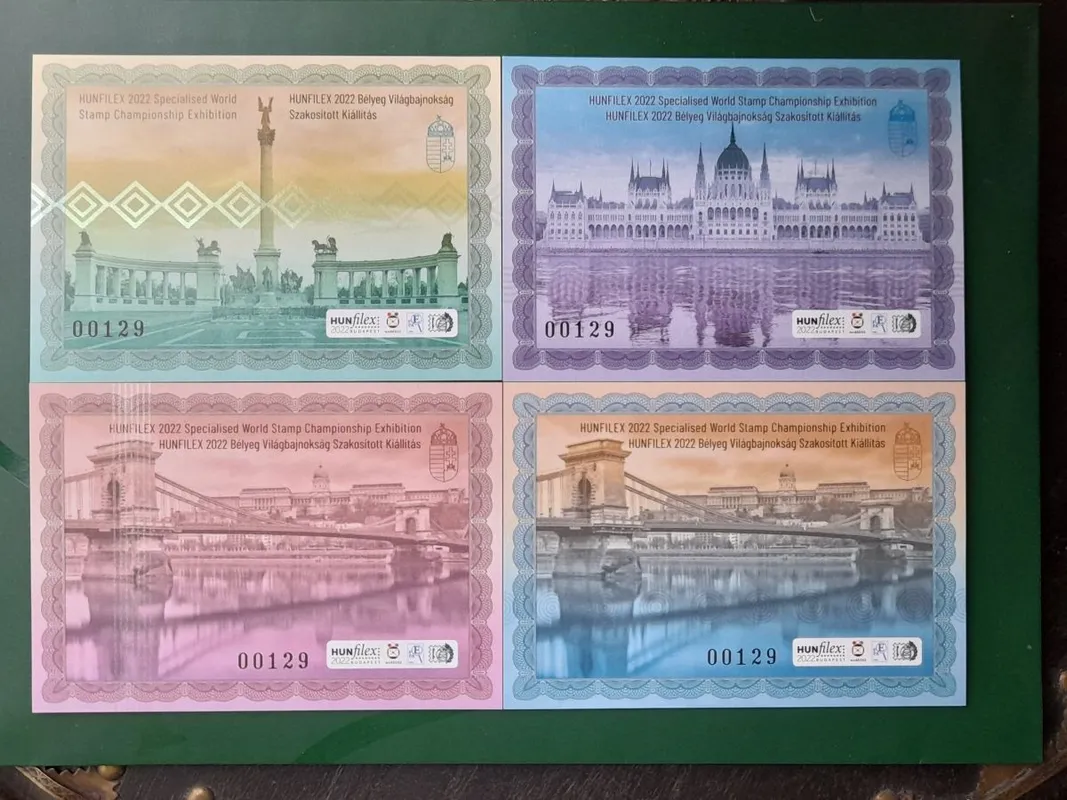 HUNFILEX 2022 Specialised World
Stamp Championship Exhibition
HUNFILEX 2022 Bélyeg Világbajnokság
Szakosított Kiállítás
00129
HUNfilex
2022 BUDAPEST
HUNFILEX 2022 Specialised World Stamp Championship Exhibition
HUNFILEX 2022 Bélyeg Világbajnokság Szakosított Kiállítás
00129
HUNfilex
2022 BUDAPEST
HUNFILEX 2022 Specialised World Stamp Championship Exhibition
HUNFILEX 2022 Bélyeg Világbajnokság Szakosított Kiállítás
00129
HUNfilex
2022 BUDAPEST
HUNFILEX 2022 Specialised World Stamp Championship Exhibition
HUNFILEX 2022 Bélyeg Világbajnokság Szakosított Kiállítás
00129
HUNfilex
2022 BUDAPEST